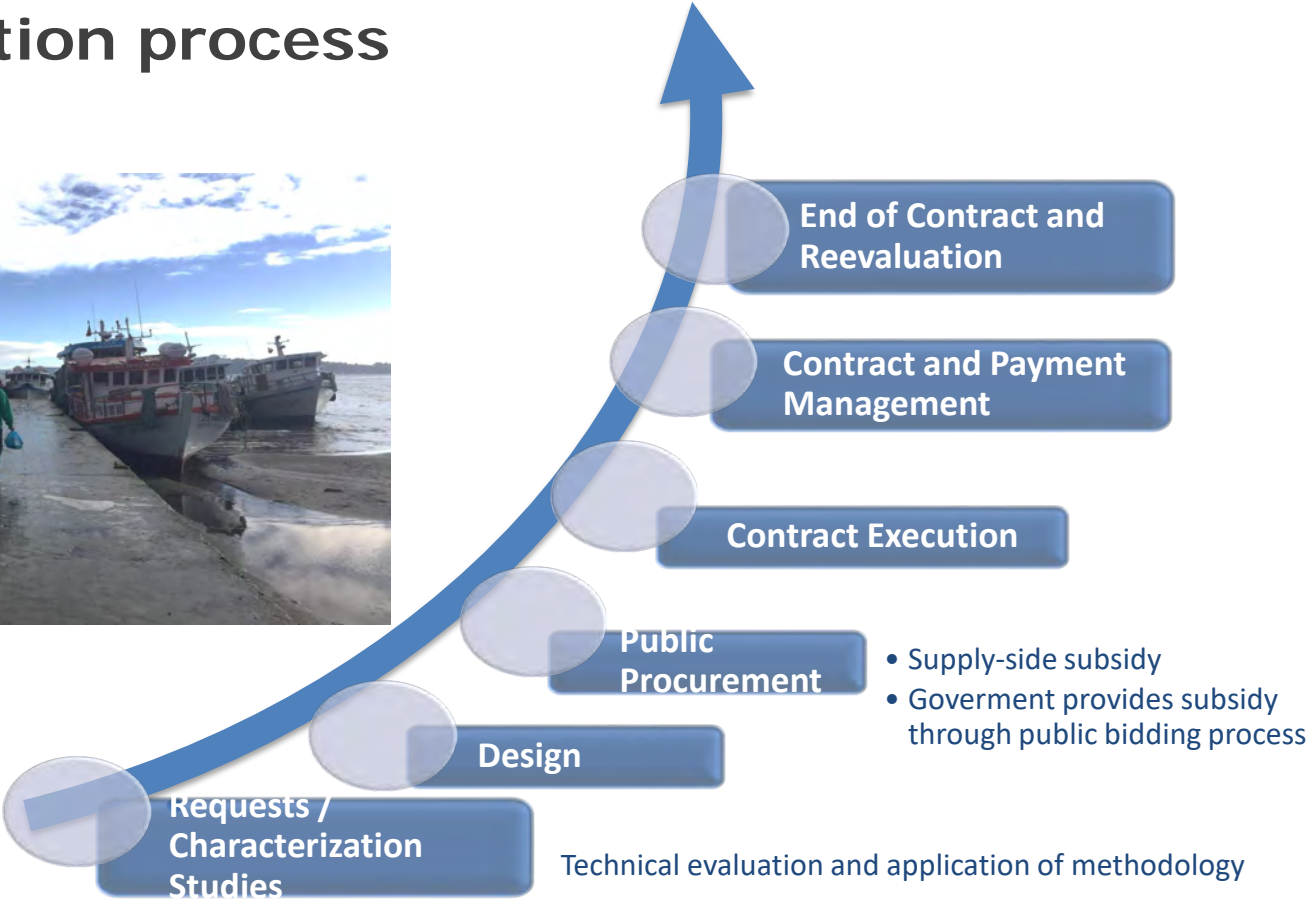 tion process
End of Contract and
Reevaluation
Contract and Payment
Management
Contract Execution
Public
Procurement
• Supply-side subsidy
• Goverment provides subsidy
through public bidding process
Design
Requests /
Characterization
Studies
Technical evaluation and application of methodology